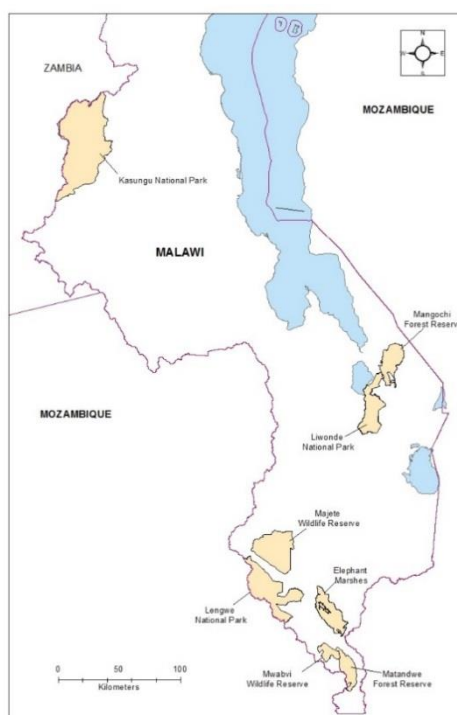 N
W E
S
ZAMBIA
MOZAMBIQUE
Kasungu National Park
MALAWI
Mangochi
Forest Reserve
MOZAMBIQUE
Liwonde
National Park
Majete
Wildlife Reserve
Elephant
Marshes
Lengwe
National Park
Mwabvi
Wildlife Reserve
Matandwe
Forest Reserve
0 50 100
Kilometers